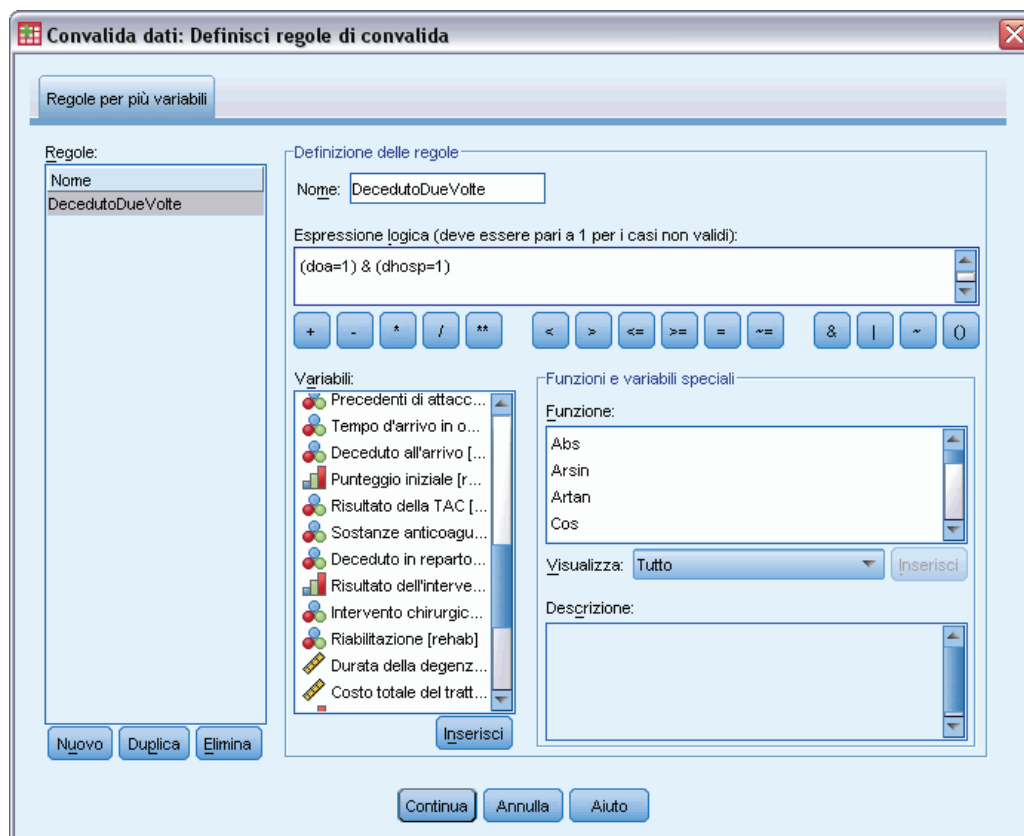 Convalida dati: Definisci regole di convalida
Regole per più variabili
Regole:
Nome
DecedutoDueVolte
Nuovo Duplica Elimina
Definizione delle regole
Nome: DecedutoDueVolte
Espressione logica (deve essere pari a 1 per i casi non validi):
(doa=1) & (dhosp=1)
+ - * / ** < > <= >= = ~= & | ~ ()
Variabili:
Precedenti di attacc...
Tempo d'arrivo in o...
Deceduto all'arrivo [...
Punteggio iniziale [r...
Risultato della TAC [...
Sostanze anticoagu...
Deceduto in reparto...
Risultato dell'interve...
Intervento chirurgic...
Riabilitazione [rehab]
Durata della degenz...
Costo totale del tratt...
Inserisci
Funzioni e variabili speciali
Funzione:
Abs
Arsin
Artan
Cos
Visualizza: Tutto Inserisci
Descrizione:
Continua Annulla Aiuto